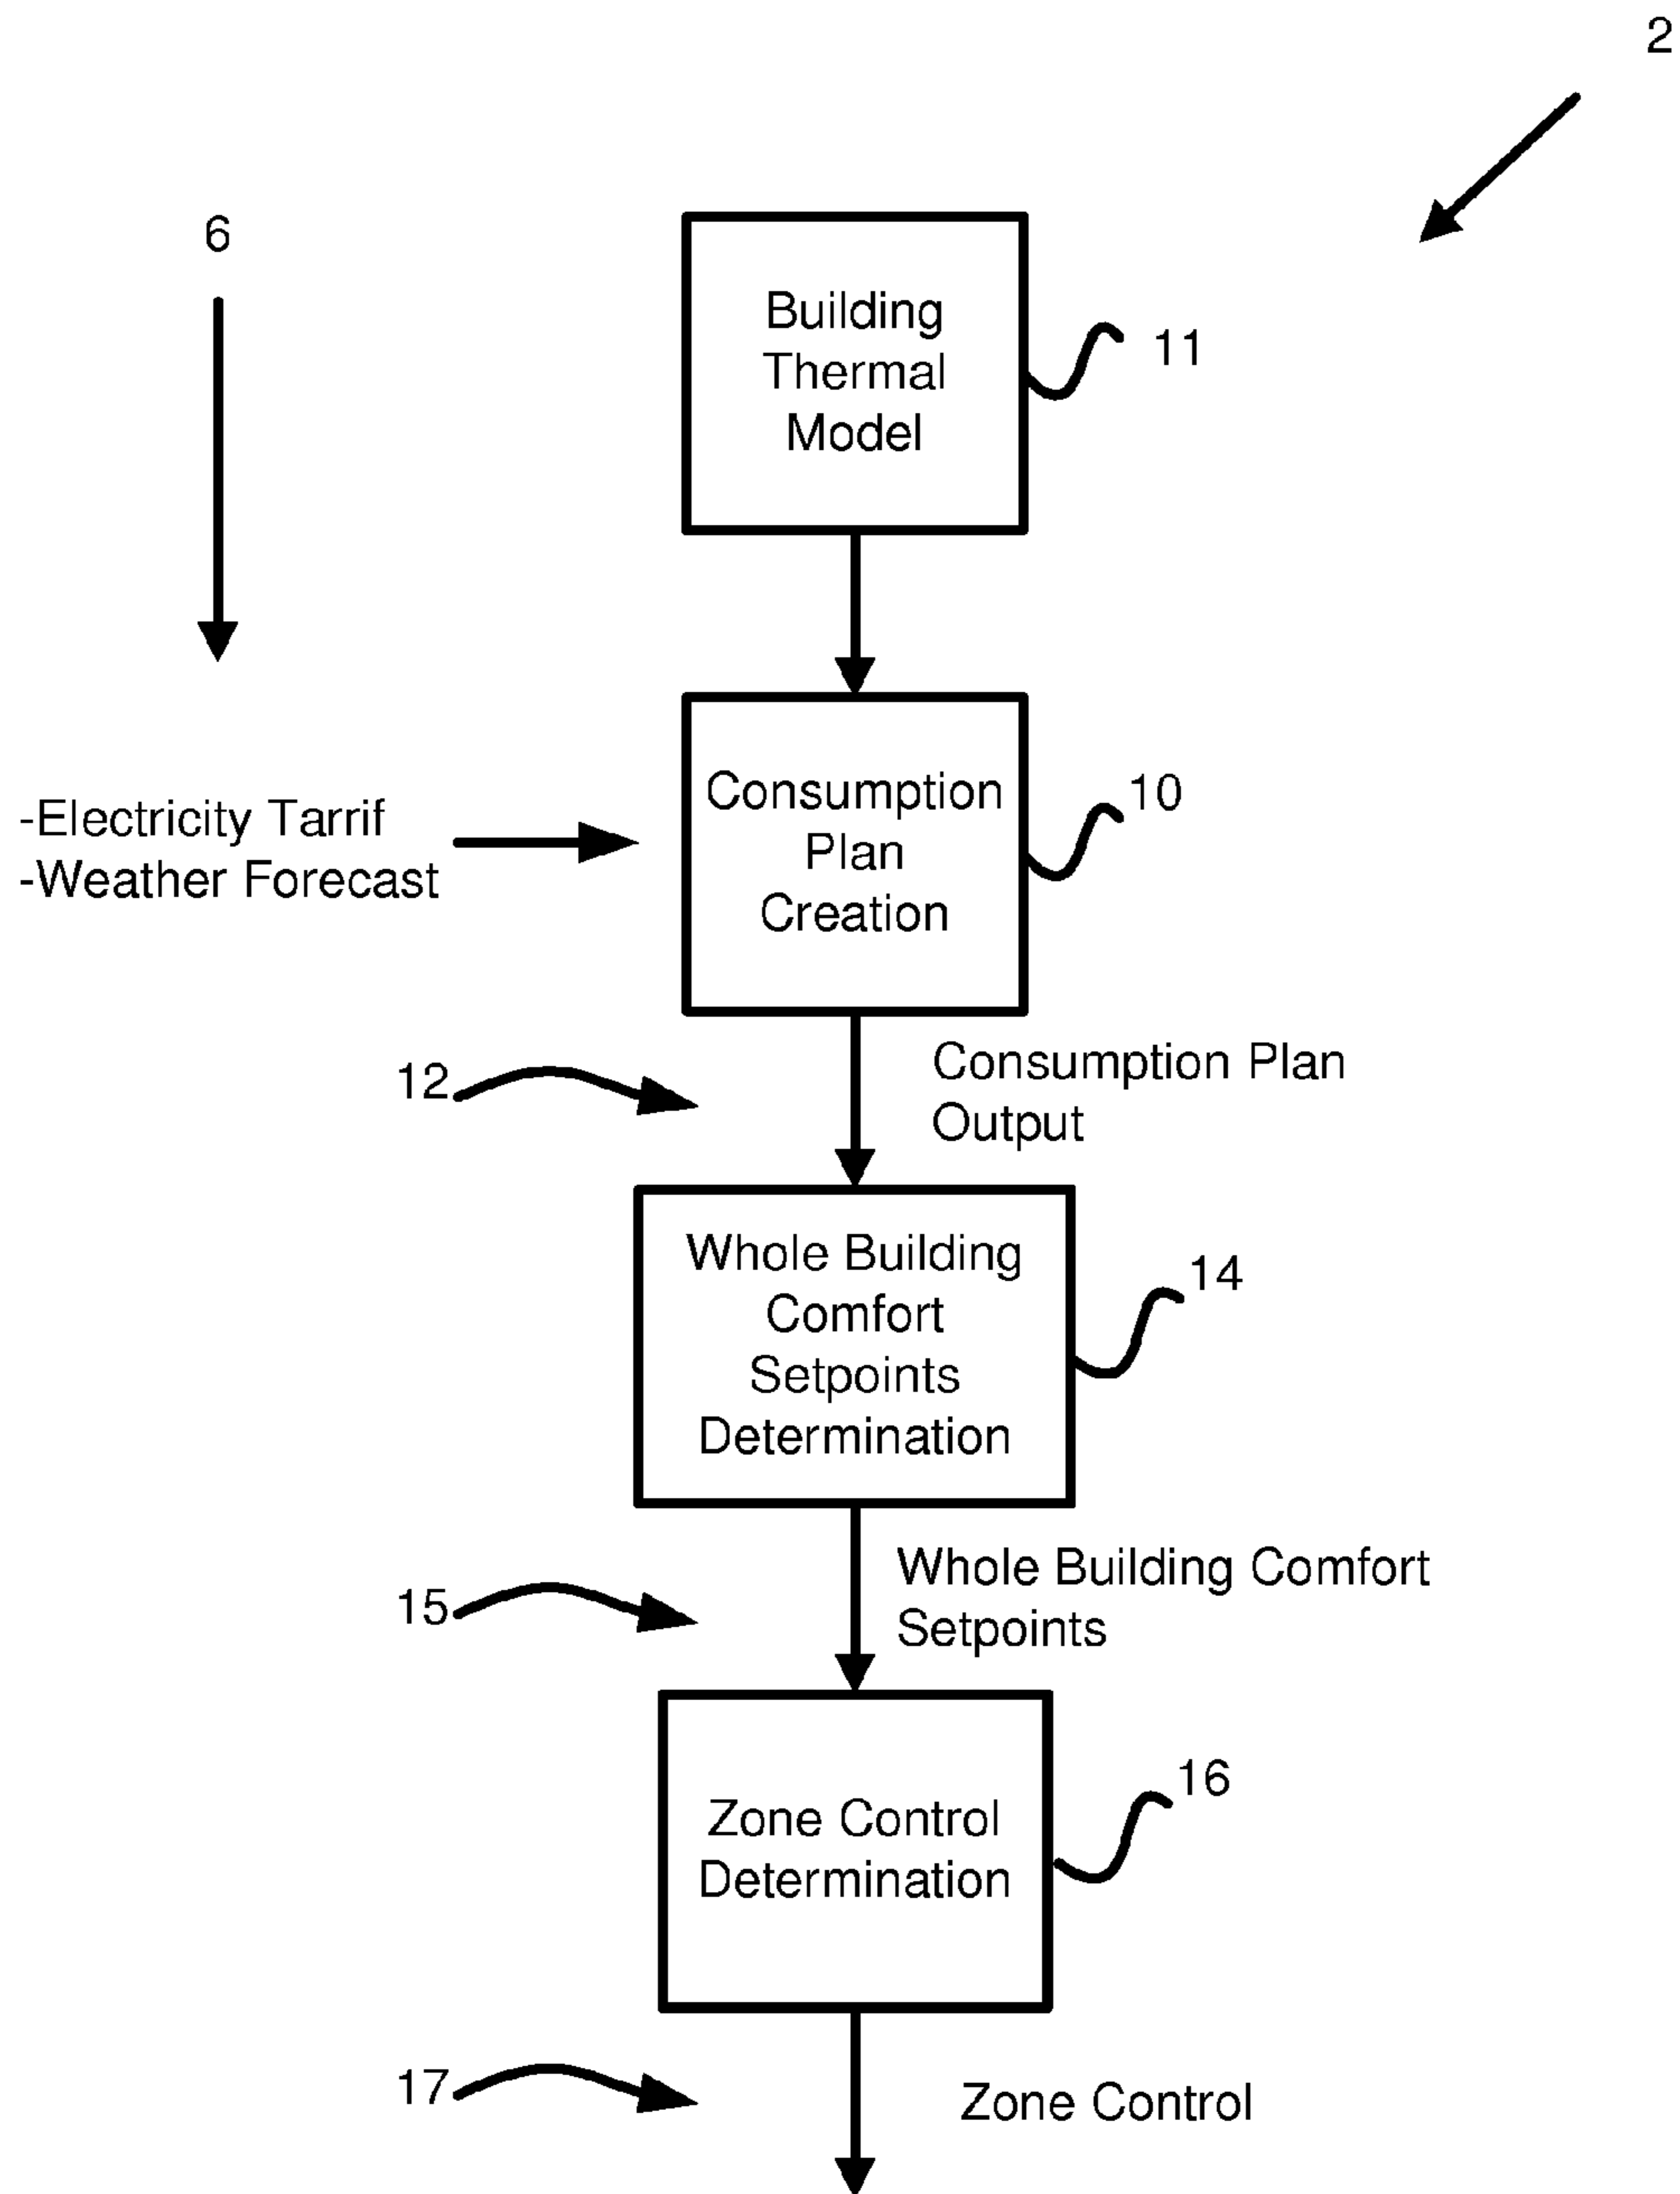 2
6
Building
Thermal
Model
11
-Electricity Tarrif
-Weather Forecast
Consumption
Plan
Creation
10
12
Consumption Plan
Output
Whole Building
Comfort
Setpoints
Determination
14
15
Whole Building Comfort
Setpoints
Zone Control
Determination
16
17
Zone Control